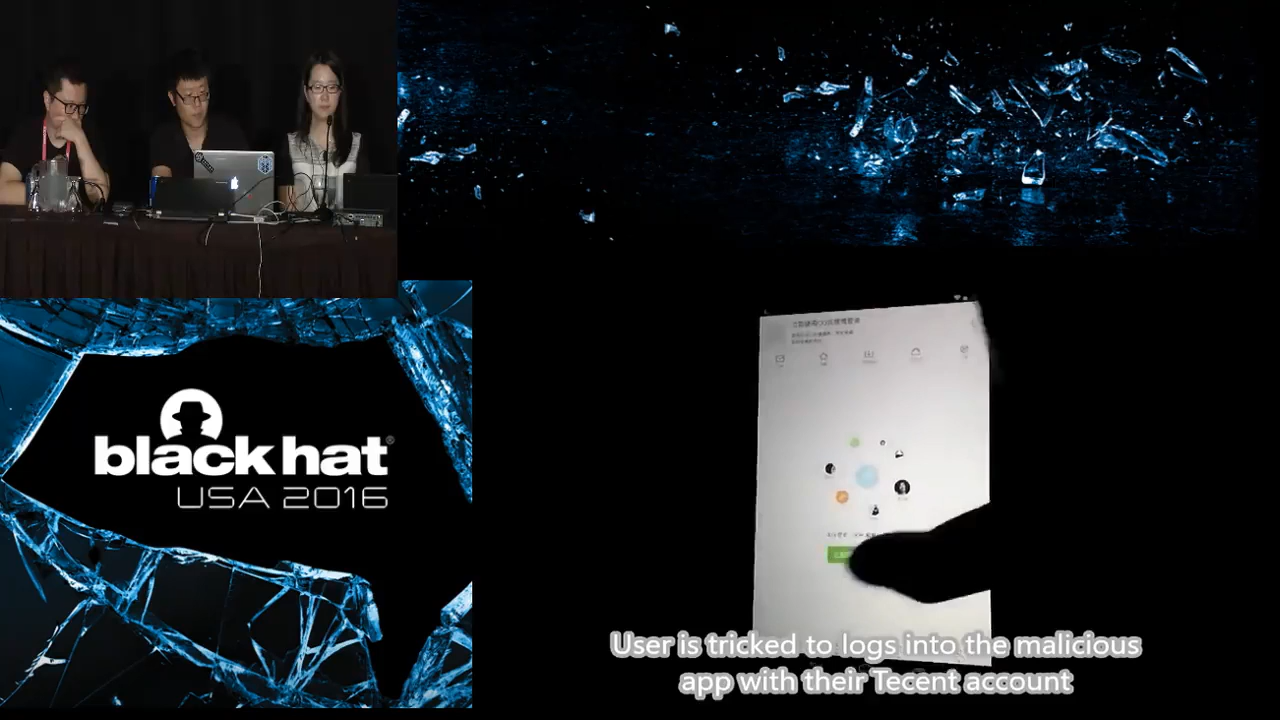 black hat®
USA 2016
User is tricked to logs into the malicious
app with their Tecent account